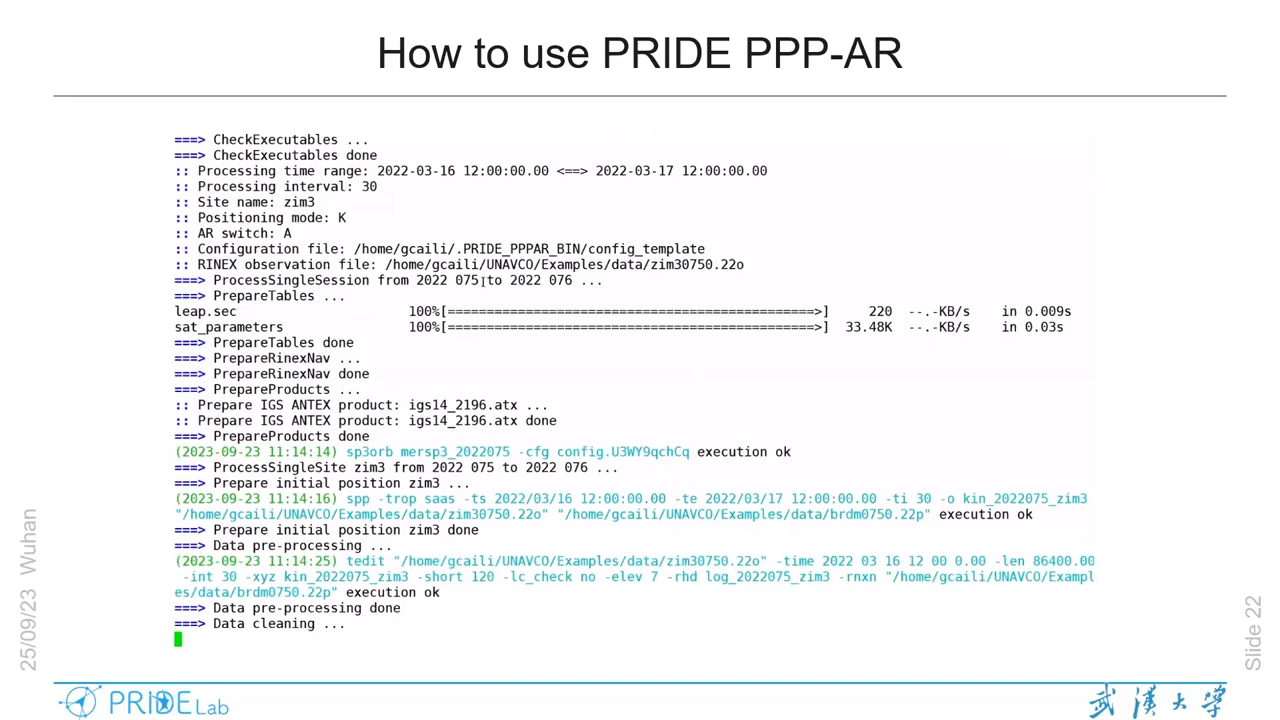 How to use PRIDE PPP-AR
===> CheckExecutables ...
===> CheckExecutables done
:: Processing time range: 2022-03-16 12:00:00.00 <==> 2022-03-17 12:00:00.00
:: Processing interval: 30
:: Site name: zim3
:: Positioning mode: K
:: AR switch: A
:: Configuration file: /home/gcaili/.PRIDE_PPPAR_BIN/config_template
:: RINEX observation file: /home/gcaili/UNAVCO/Examples/data/zim30750.22o
===> ProcessSingleSession from 2022 075 to 2022 076 ...
===> PrepareTables ...
leap.sec 100%[===============================================>] 220 --.-KB/s in 0.009s
sat_parameters 100%[===============================================>] 33.48K --.-KB/s in 0.03s
===> PrepareTables done
===> PrepareRinexNav ...
===> PrepareRinexNav done
===> PrepareProducts ...
:: Prepare IGS ANTEX product: igs14_2196.atx ...
:: Prepare IGS ANTEX product: igs14_2196.atx done
===> PrepareProducts done
(2023-09-23 11:14:14) sp3orb mersp3_2022075 -cfg config.U3WY9qchCq execution ok
===> ProcessSingleSite zim3 from 2022 075 to 2022 076 ...
===> Prepare initial position zim3 ...
(2023-09-23 11:14:16) spp -trop saas -ts 2022/03/16 12:00:00.00 -te 2022/03/17 12:00:00.00 -ti 30 -o kin_2022075_zim3
"/home/gcaili/UNAVCO/Examples/data/zim30750.22o" "/home/gcaili/UNAVCO/Examples/data/brdm0750.22p" execution ok
===> Prepare initial position zim3 done
===> Data pre-processing ...
(2023-09-23 11:14:25) tedit "/home/gcaili/UNAVCO/Examples/data/zim30750.22o" -time 2022 03 16 12 00 0.00 -len 86400.00
-int 30 -xyz kin_2022075_zim3 -short 120 -lc_check no -elev 7 -rhd log_2022075_zim3 -rnxn "/home/gcaili/UNAVCO/Exampl
es/data/brdm0750.22p" execution ok
===> Data pre-processing done
===> Data cleaning ...
25/09/23 Wuhan
Slide 22
PRIDE Lab
武漢大学